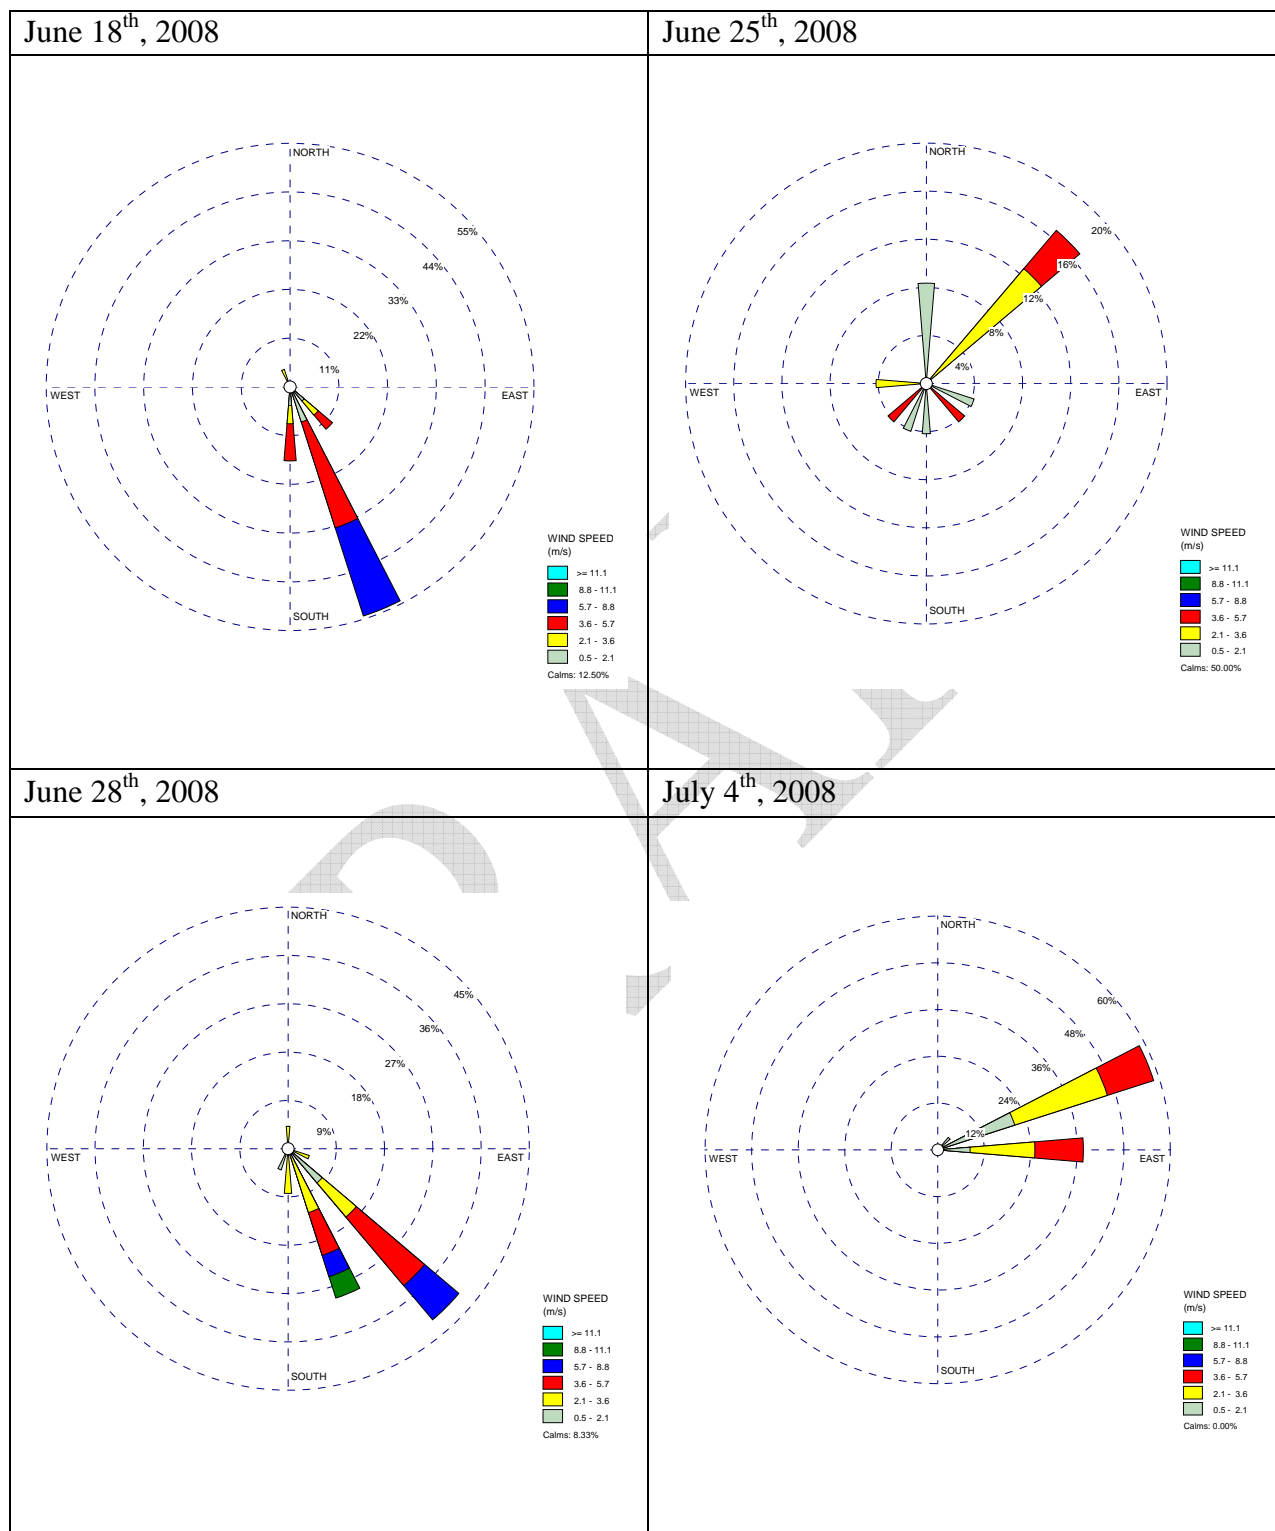 June 18th, 2008
June 25th, 2008
NORTH
55%
44%
33%
22%
11%
WEST
EAST
SOUTH
WIND SPEED
(m/s)
>= 11.1
8.8 - 11.1
5.7 - 8.8
3.6 - 5.7
2.1 - 3.6
0.5 - 2.1
Calms: 12.50%
NORTH
20%
16%
12%
8%
4%
WEST
EAST
SOUTH
WIND SPEED
(m/s)
>= 11.1
8.8 - 11.1
5.7 - 8.8
3.6 - 5.7
2.1 - 3.6
0.5 - 2.1
Calms: 50.00%
June 28th, 2008
July 4th, 2008
NORTH
45%
36%
27%
18%
9%
WEST
EAST
SOUTH
WIND SPEED
(m/s)
>= 11.1
8.8 - 11.1
5.7 - 8.8
3.6 - 5.7
2.1 - 3.6
0.5 - 2.1
Calms: 8.33%
NORTH
60%
48%
36%
24%
12%
WEST
EAST
SOUTH
WIND SPEED
(m/s)
>= 11.1
8.8 - 11.1
5.7 - 8.8
3.6 - 5.7
2.1 - 3.6
0.5 - 2.1
Calms: 0.00%